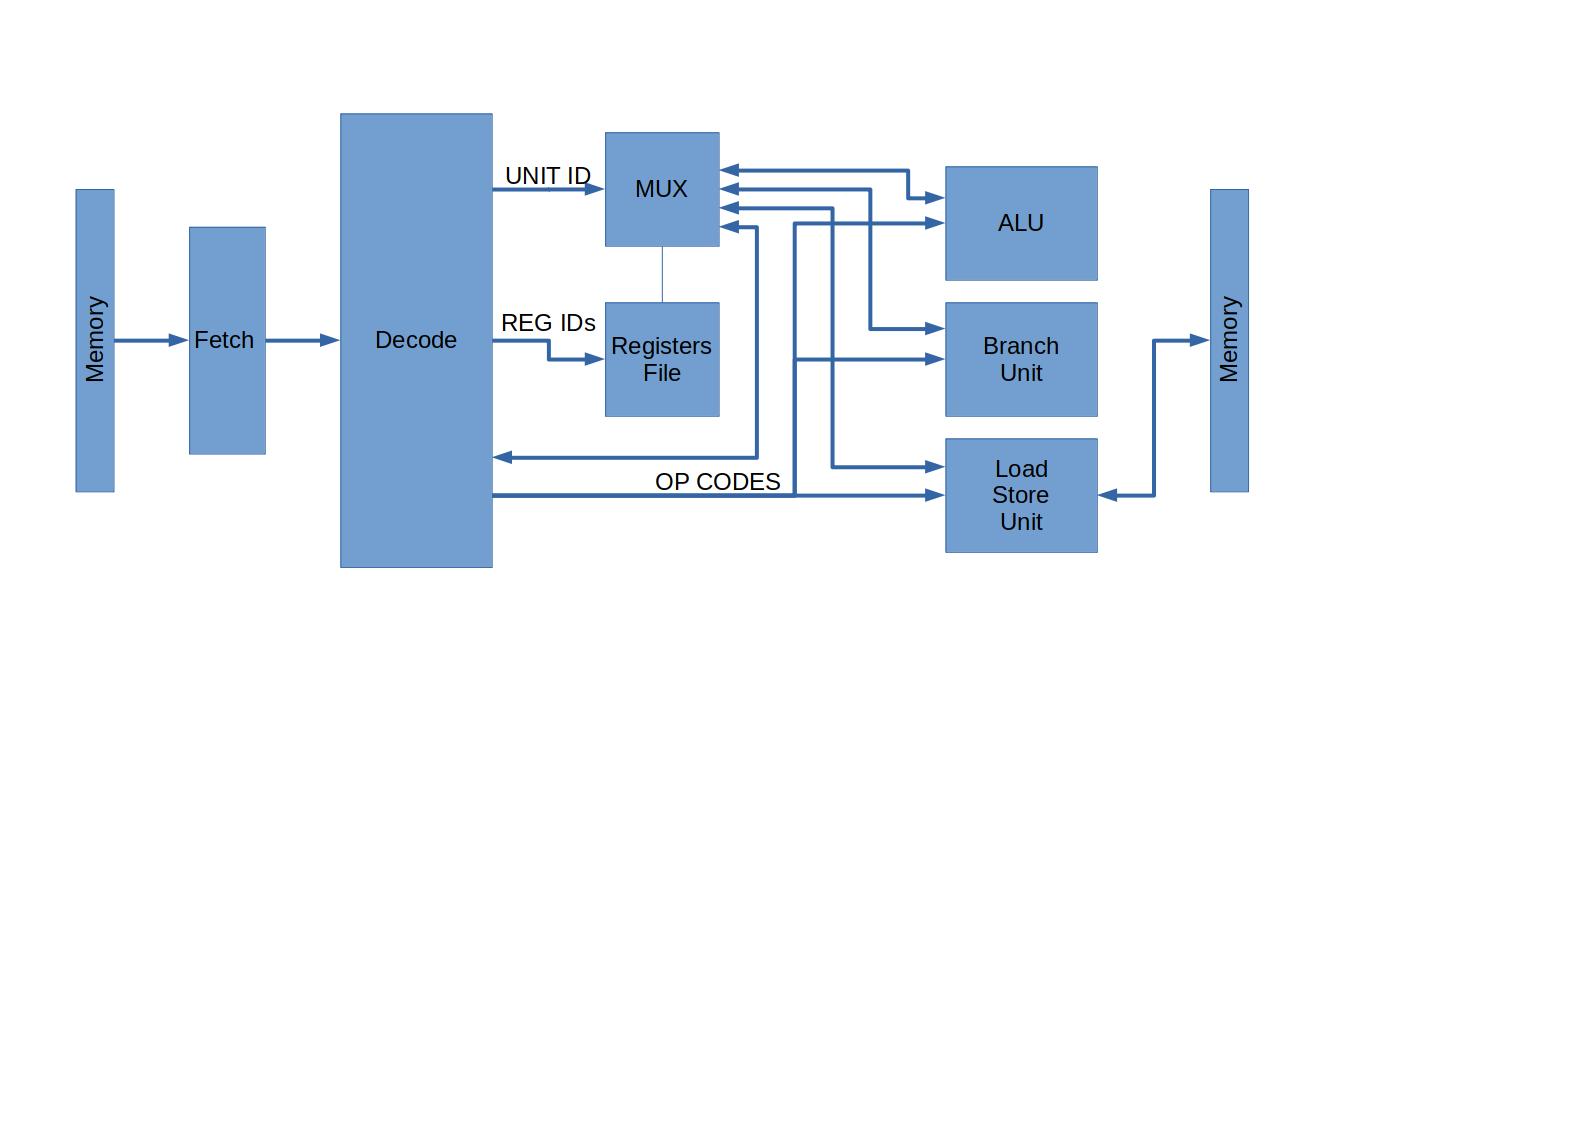 Memory
Fetch
Decode
UNIT ID
REG IDs
MUX
Registers
File
OP CODES
ALU
Branch
Unit
Load
Store
Unit
Memory